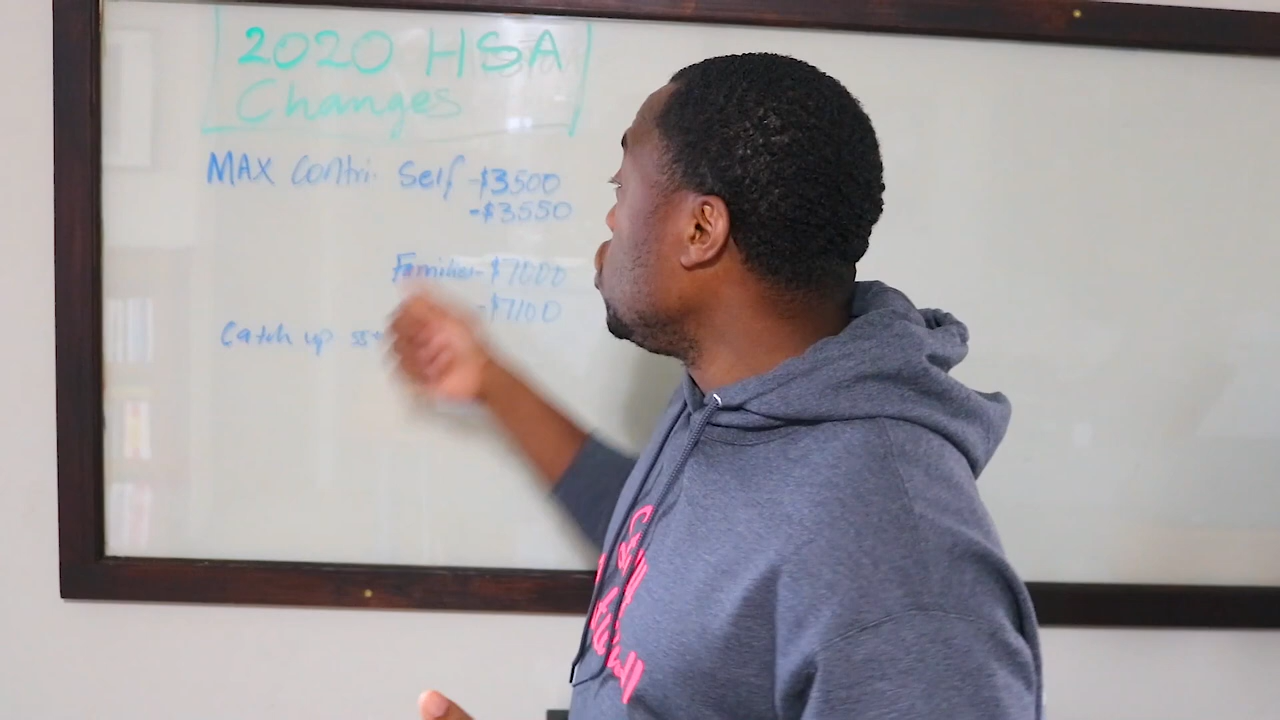 2020 HSA
Changes
MAX Contri. Self -$3500
-$3550
Families- $7000
-$7100
Catch up 55+